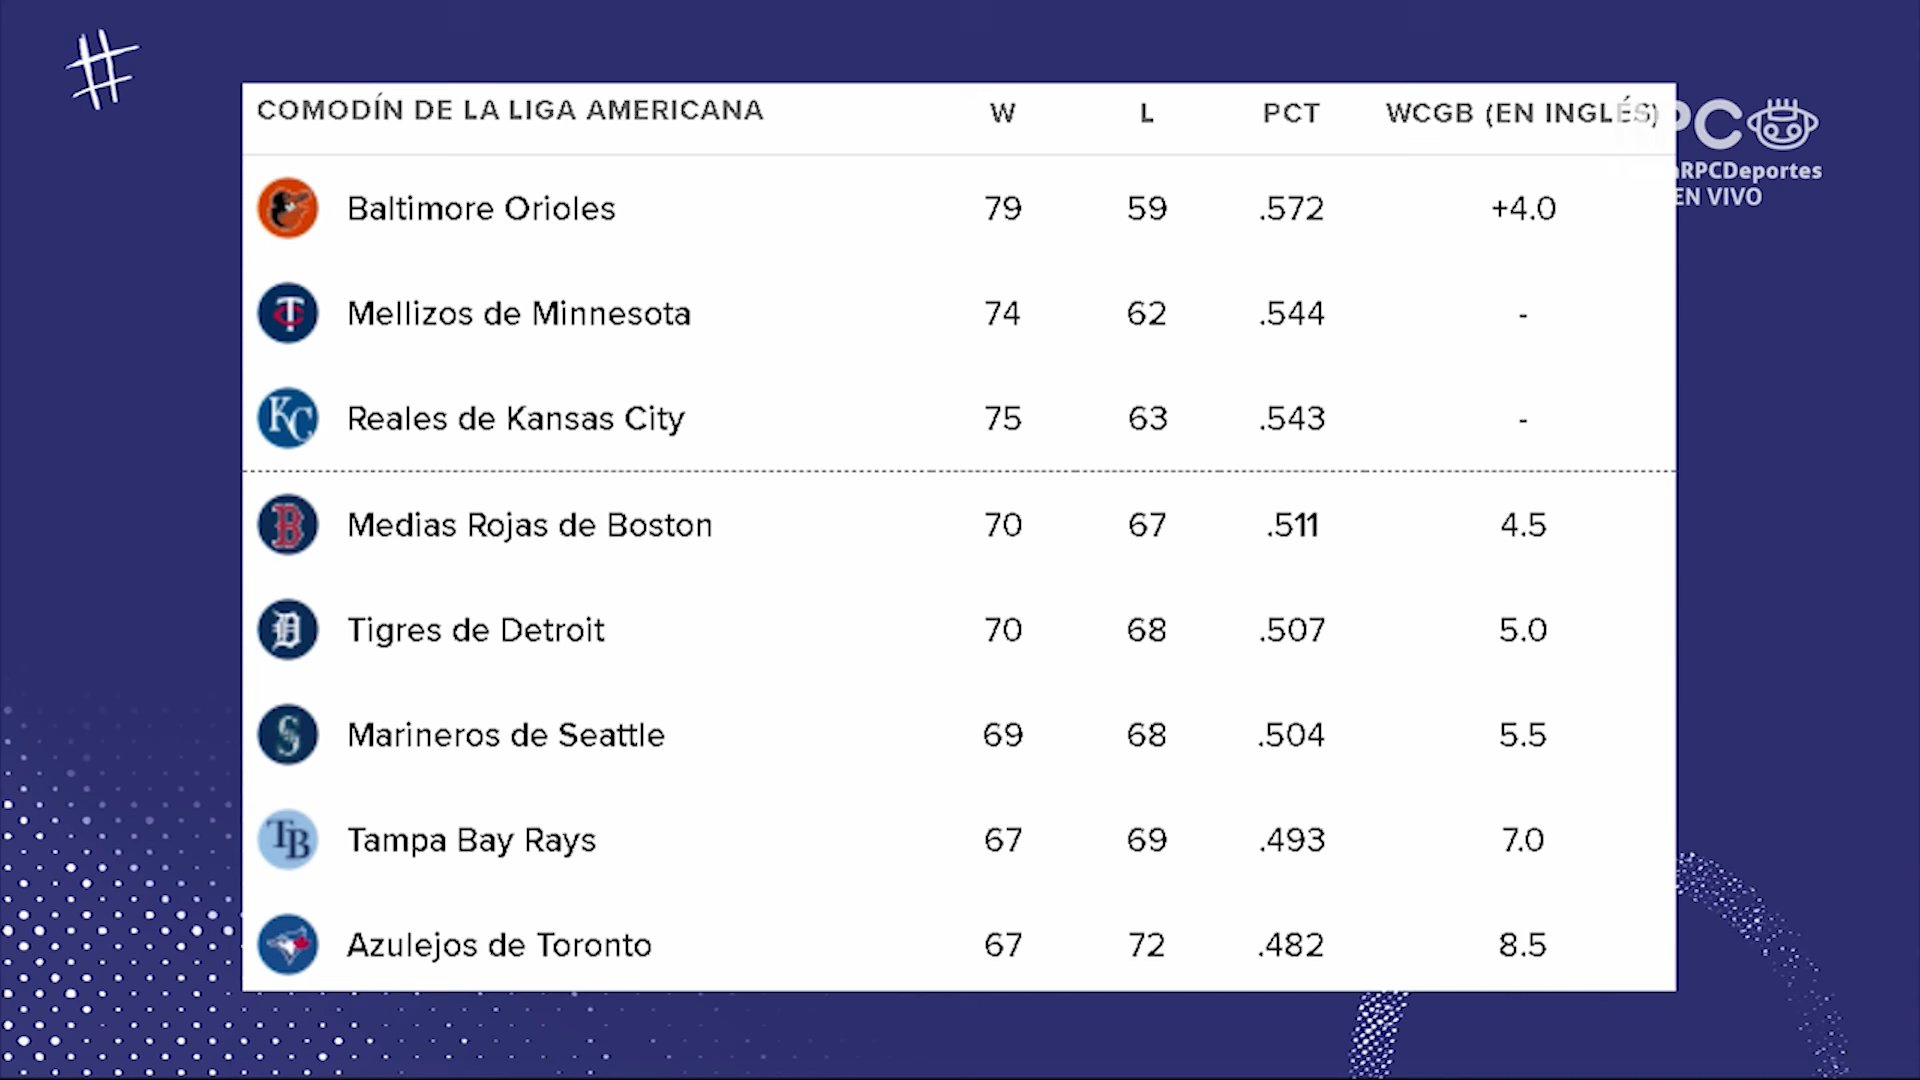 COMODÍN DE LA LIGA AMERICANA W L PCT WCGB (EN INGLÉS)
Baltimore Orioles 79 59 .572 +4.0
Mellizos de Minnesota 74 62 .544 -
Reales de Kansas City 75 63 .543 -
Medias Rojas de Boston 70 67 .511 4.5
Tigres de Detroit 70 68 .507 5.0
Marineros de Seattle 69 68 .504 5.5
Tampa Bay Rays 67 69 .493 7.0
Azulejos de Toronto 67 72 .482 8.5
#
RPCDeportes
EN VIVO